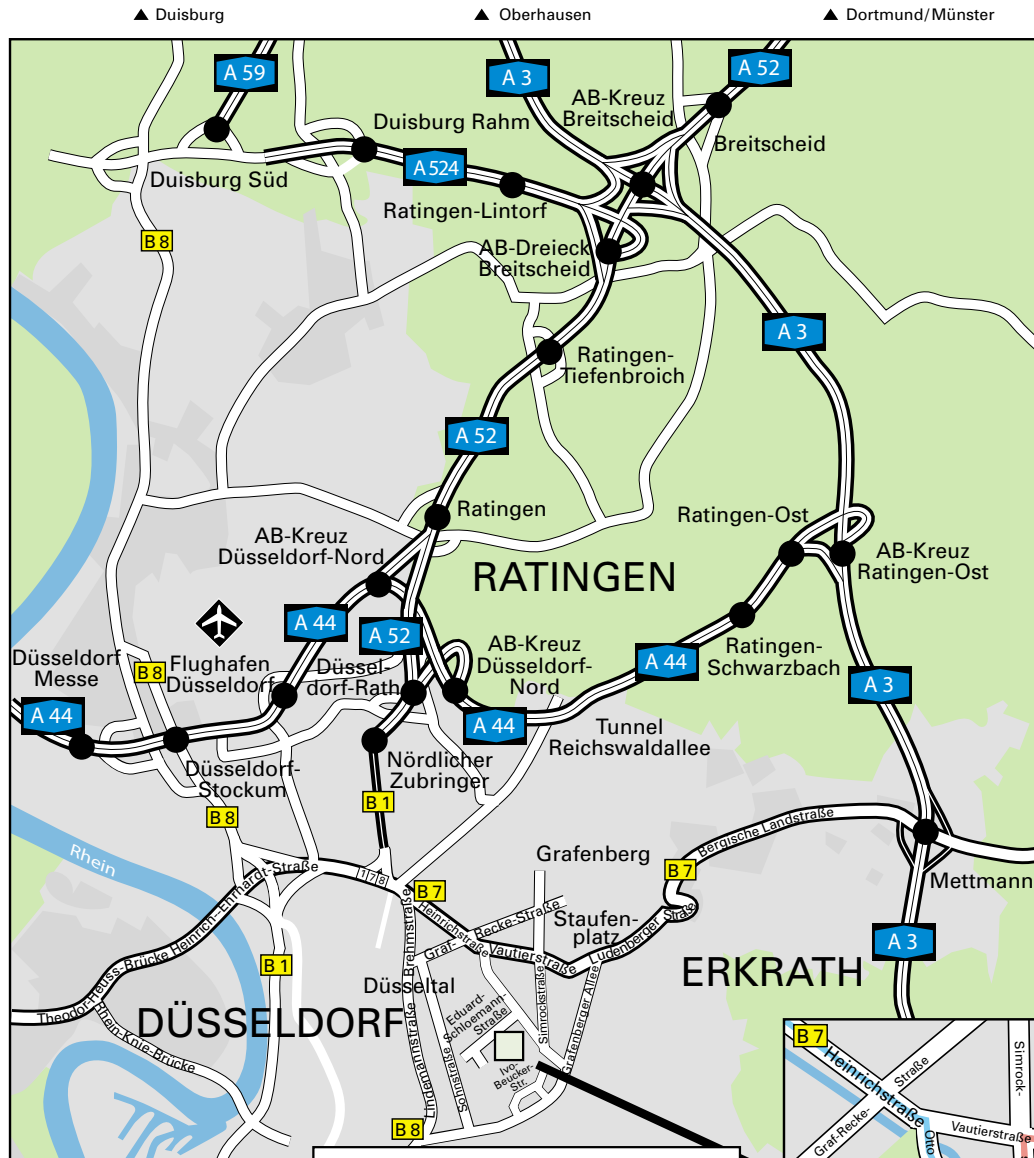 Duisburg
Oberhausen
Dortmund/Münster
A 59
A 3
A 52
AB-Kreuz
Breitscheid
Duisburg Rahm
Breitscheid
A 524
Duisburg Süd
Ratingen-Lintorf
B 8
AB-Dreieck
Breitscheid
A 3
Ratingen-
Tiefenbroich
A 52
Ratingen
Ratingen-Ost
AB-Kreuz
Düsseldorf-Nord
AB-Kreuz
Ratingen-Ost
RATINGEN
A 44
A 52
AB-Kreuz
Düsseldorf-
Nord
Ratingen-
Schwarzbach
Düsseldorf
Messe
B 8
Flughafen
Düsseldorf
Düssel-
dorf-Rath
A 44
A 3
A 44
A 44
Tunnel
Reichswaldallee
Düsseldorf-
Stockum
Nördlicher
Zubringer
B 1
B 8
Rhein
Bergische Landstraße
Grafenberg
B 7
Mettmann
1 7 8
B 7
Theodor-Heuss-Brücke Heinrich-Ehrhardt-Straße
Brehmstraße
Heinrichstraße
Graf-Recke-Straße
Staufen-
platz
Vautierstraße
Ludenberger Straße
A 3
B 1
Düsseltal
ERKRATH
DÜSSELDORF
Rhein-Knie-Brücke
Lindemannstraße
Sohnstraße
Eduard-
Schloemann-
Straße
Simrockstraße
Grafenberger Allee
Ivo-
Beucker-
Str.
B 8
B 7
Heinrichstraße
Graf-Recke-
Straße
Simrock-
Vautierstraße
Otto